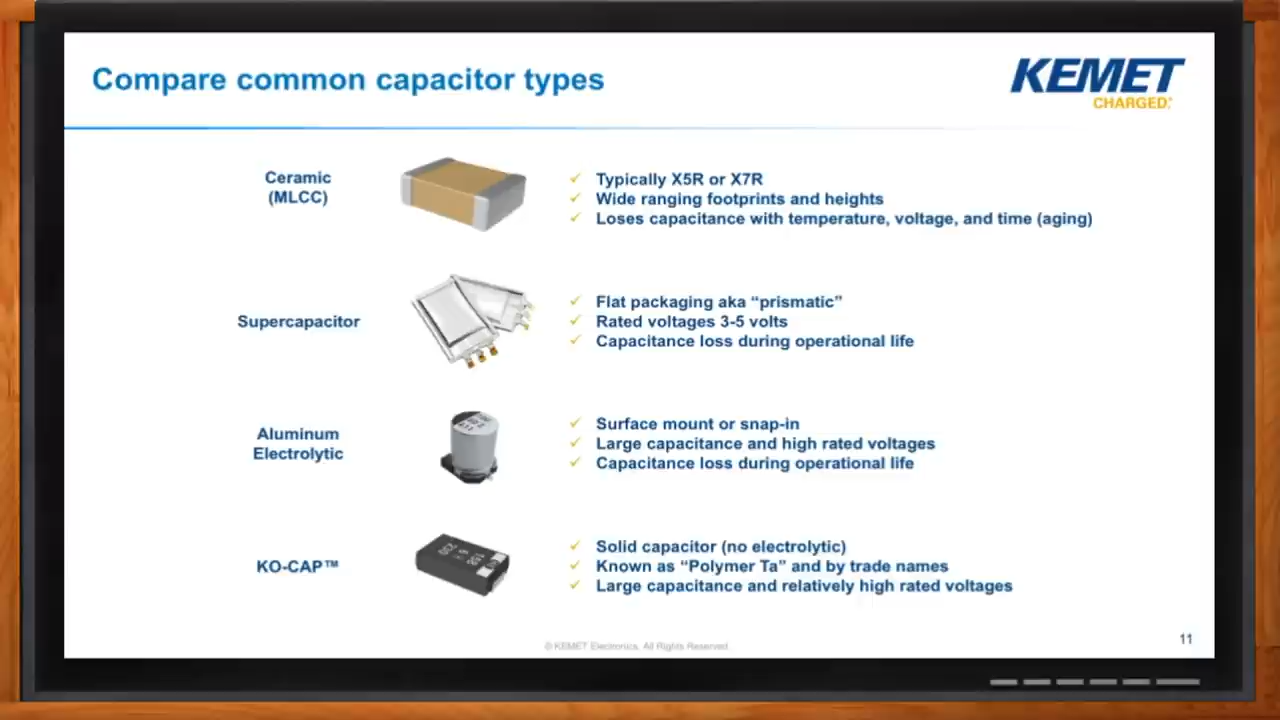 Compare common capacitor types
KEMET
CHARGED.
Ceramic
(MLCC)
Typically X5R or X7R
Wide ranging footprints and heights
Loses capacitance with temperature, voltage, and time (aging)
Supercapacitor
Flat packaging aka “prismatic”
Rated voltages 3-5 volts
Capacitance loss during operational life
Aluminum
Electrolytic
Surface mount or snap-in
Large capacitance and high rated voltages
Capacitance loss during operational life
KO-CAP™
Solid capacitor (no electrolytic)
Known as “Polymer Ta” and by trade names
Large capacitance and relatively high rated voltages
© KEMET Electronics. All Rights Reserved.
11